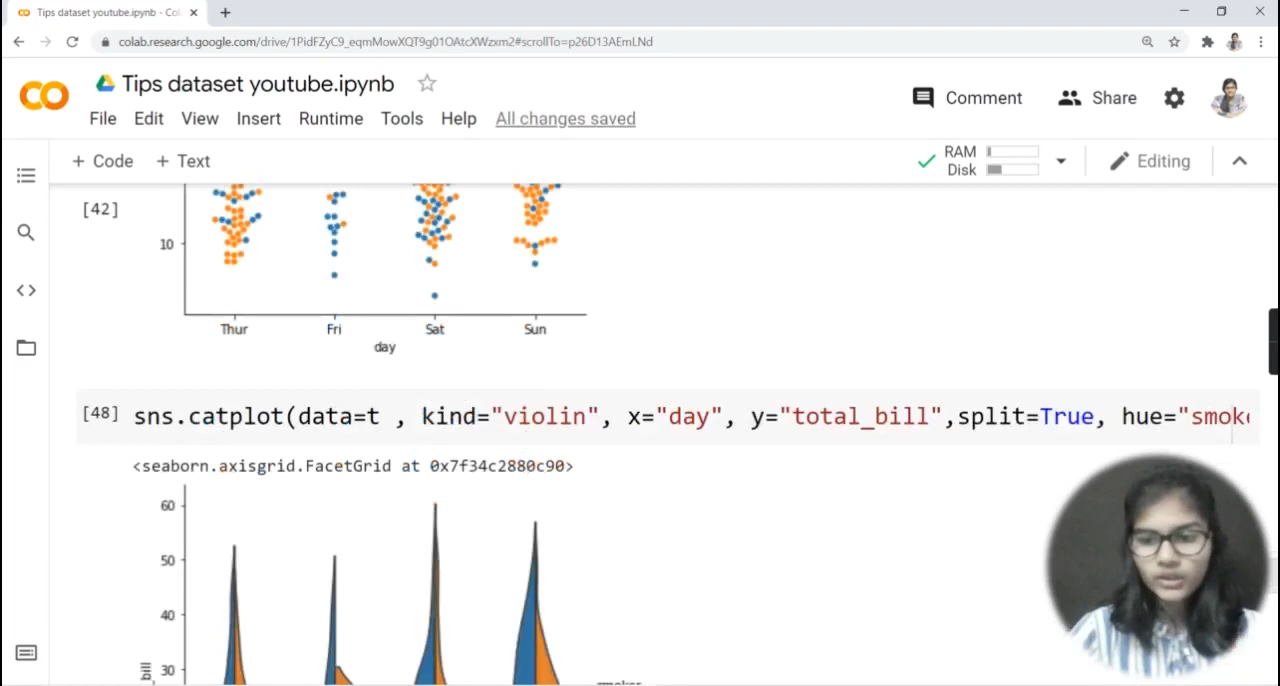 Tips dataset youtube.ipynb - Col
colab.research.google.com/drive/1PidFZyC9_eqmMowXQT9g01OAtcXWzxm2#scrollTo=p26D13AEmLNd
Tips dataset youtube.ipynb
Comment
Share
File Edit View Insert Runtime Tools Help All changes saved
+ Code + Text
RAM
Disk
Editing
[42]
10
Thur Fri Sat Sun
day
[48] sns.catplot(data=t , kind="violin", x="day", y="total_bill",split=True, hue="smoke
<seaborn.axisgrid.FacetGrid at 0x7f34c2880c90>
60
50
40
30
bill